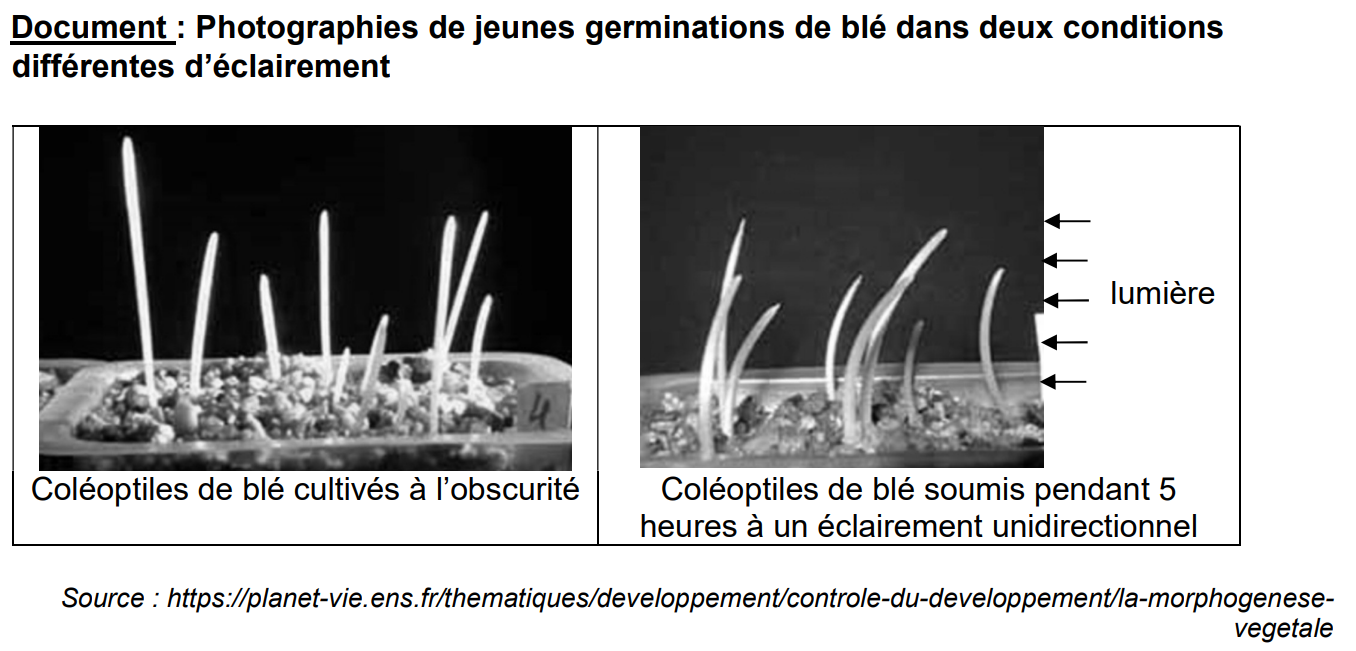 Document : Photographies de jeunes germinations de blé dans deux conditions
différentes d’éclairement
4
lumière
Coléoptiles de blé cultivés à l’obscurité
Coléoptiles de blé soumis pendant 5
heures à un éclairement unidirectionnel
Source : https://planet-vie.ens.fr/thematiques/developpement/controle-du-developpement/la-morphogenese-
vegetale